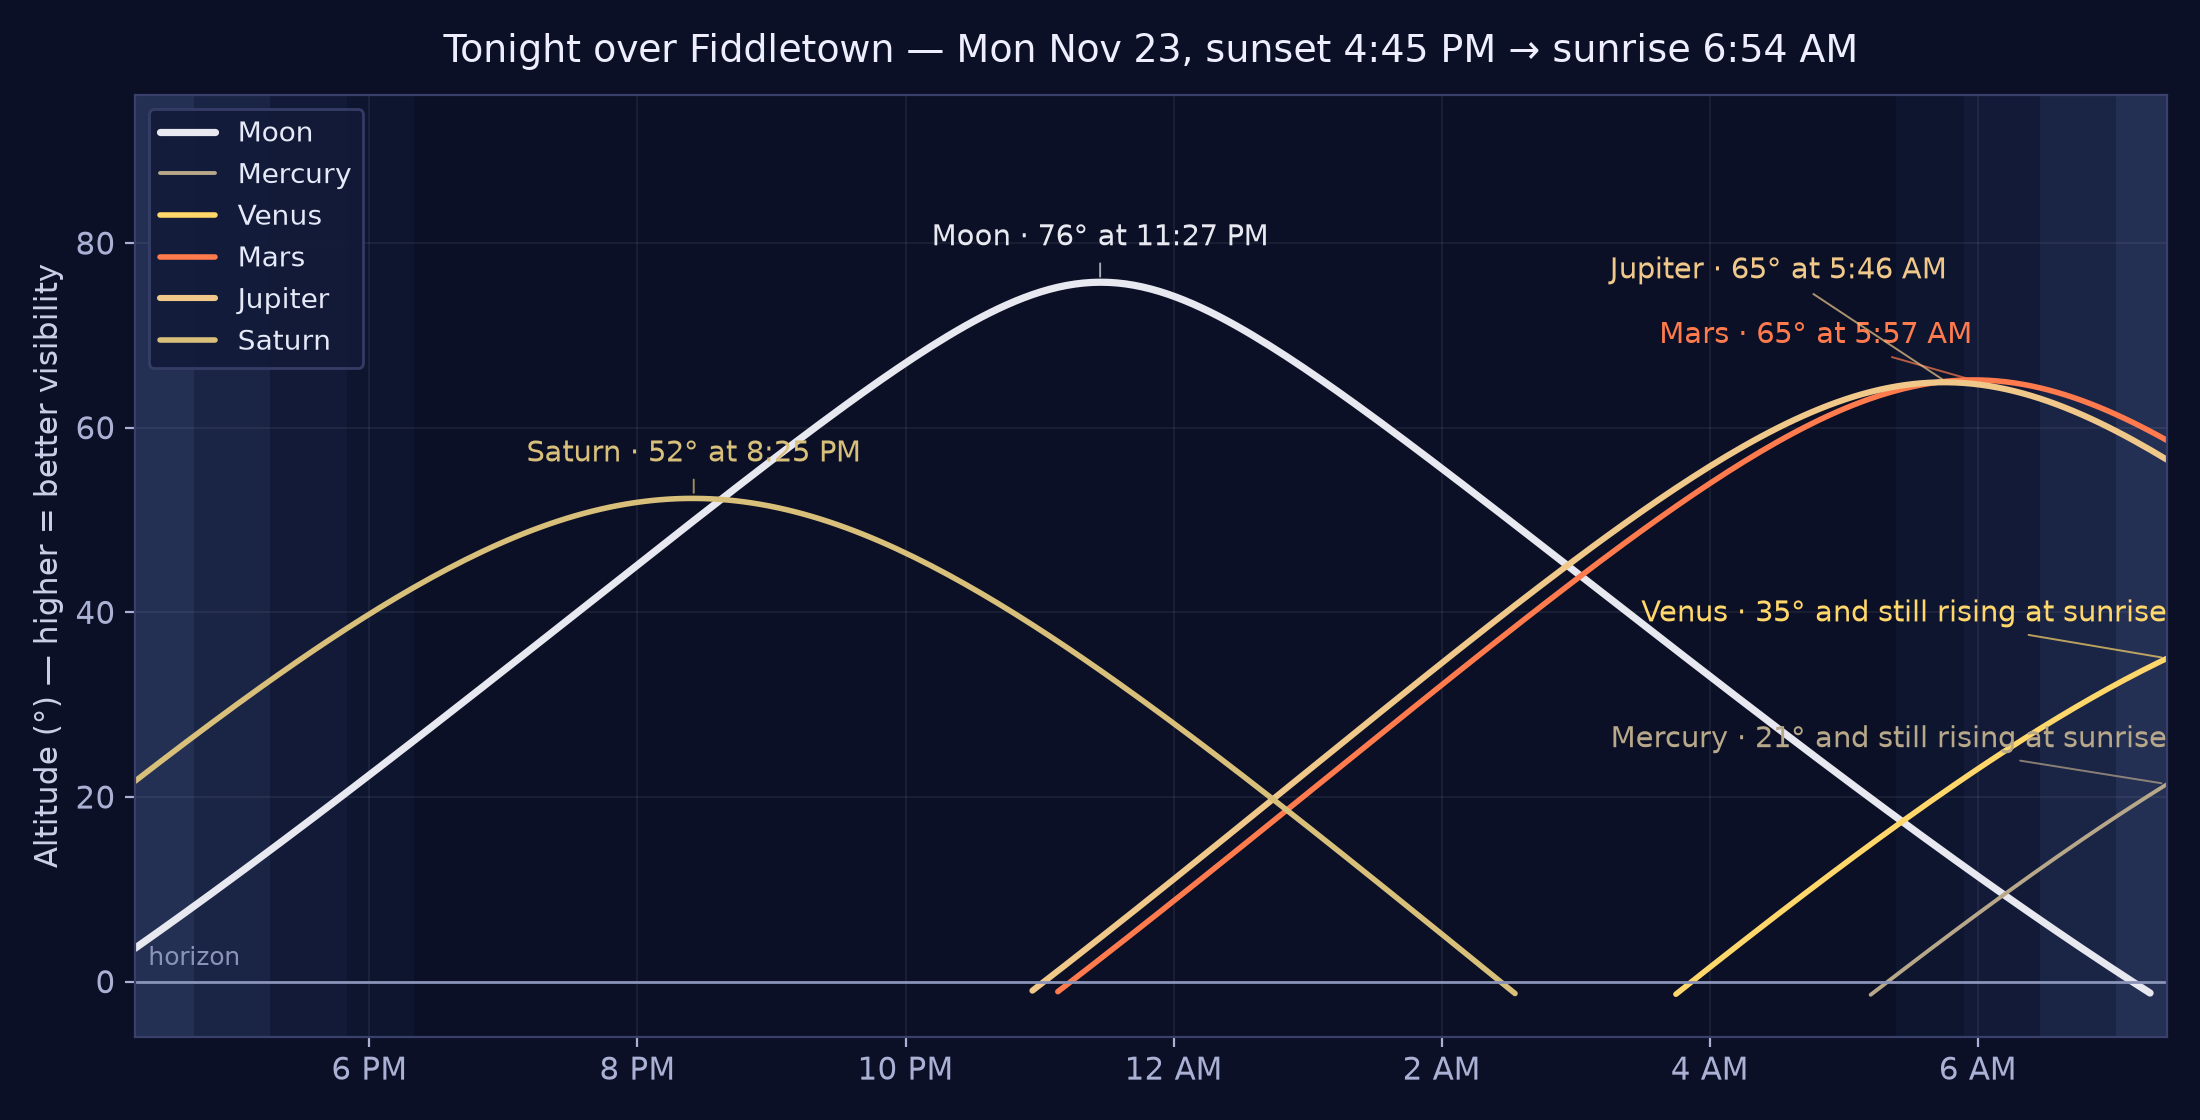 Tonight over Fiddletown — Mon Nov 23, sunset 4:45 PM → sunrise 6:54 AM
Altitude (°) — higher = better visibility
Moon
Mercury
Venus
Mars
Jupiter
Saturn
80
60
40
20
0
Moon · 76° at 11:27 PM
Jupiter · 65° at 5:46 AM
Mars · 65° at 5:57 AM
Saturn · 52° at 8:25 PM
Venus · 35° and still rising at sunrise
Mercury · 21° and still rising at sunrise
horizon
6 PM
8 PM
10 PM
12 AM
2 AM
4 AM
6 AM